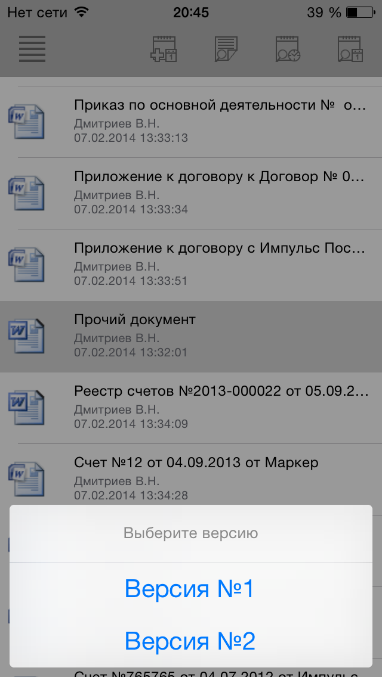 Нет сети 20:45 39 %
Приказ по основной деятельности № о...
Дмитриев В.Н.
07.02.2014 13:33:13
Приложение к договору к Договор № 0...
Дмитриев В.Н.
07.02.2014 13:33:34
Приложение к договору с Импульс Пос...
Дмитриев В.Н.
07.02.2014 13:33:51
Прочий документ
Дмитриев В.Н.
07.02.2014 13:32:01
Реестр счетов №2013-000022 от 05.09.2...
Дмитриев В.Н.
07.02.2014 13:34:09
Счет №12 от 04.09.2013 от Маркер
Дмитриев В.Н.
07.02.2014 13:34:28
Выберите версию
Версия №1
Версия №2
Счет №765765 от 04.07.2012 от Импульс